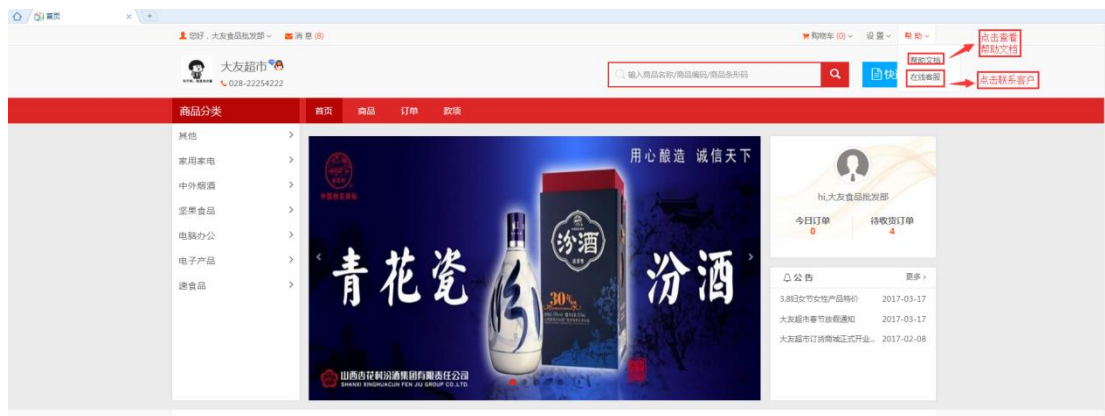 首页
您好，大友食品批发部
消 息 (8)
购物车 (0)
设 置
帮 助
点击查看
帮助文档
帮助文档
在线客服
点击联系客户
大友超市
028-22254222
输入商品名称/商品编码/商品条形码
快
商品分类
首页
商品
订单
款项
其他
家用家电
中外烟酒
坚果食品
电脑办公
电子产品
速食品
用心酿造 诚信天下
中国驰名商标
青花瓷
汾
汾酒
30年
汾酒
山西杏花村汾酒集团有限责任公司
SHANXI XINGHUACUN FEN JIU GROUP CO.,LTD.
hi,大友食品批发部
今日订单
0
待收货订单
4
公 告
更多
3.8妇女节女性产品特价
2017-03-17
大友超市春节放假通知
2017-03-17
大友超市订货商城正式开业...
2017-02-08